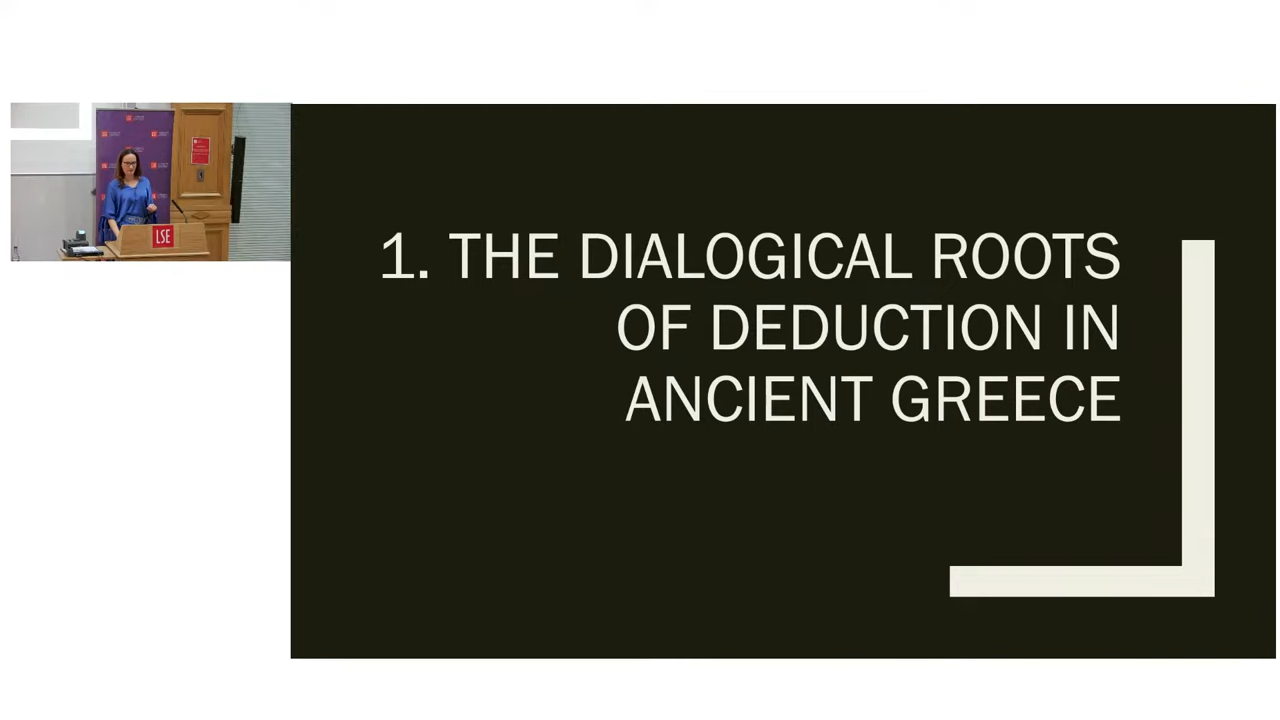 LSE
1. THE DIALOGICAL ROOTS
OF DEDUCTION IN
ANCIENT GREECE